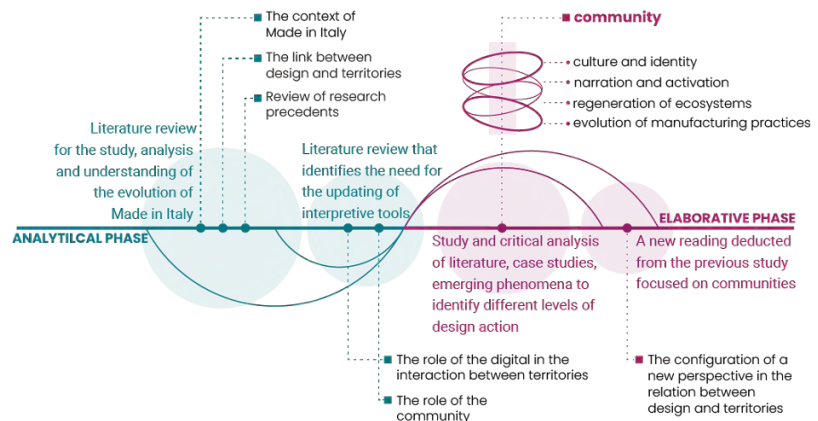 The context of
Made in Italy
The link between
design and territories
Review of research
precedents
community
culture and identity
narration and activation
regeneration of ecosystems
evolution of manufacturing practices
Literature review
for the study, analysis
and understanding of
the evolution of
Made in Italy
Literature review that
identifies the need for
the updating of
interpretive tools
ANALYTILCAL PHASE
ELABORATIVE PHASE
Study and critical analysis
of literature, case studies,
emerging phenomena to
identify different levels of
design action
A new reading deducted
from the previous study
focused on communities
The role of the digital in the
interaction between territories
The role of the
community
The configuration of a
new perspective in the
relation between
design and territories